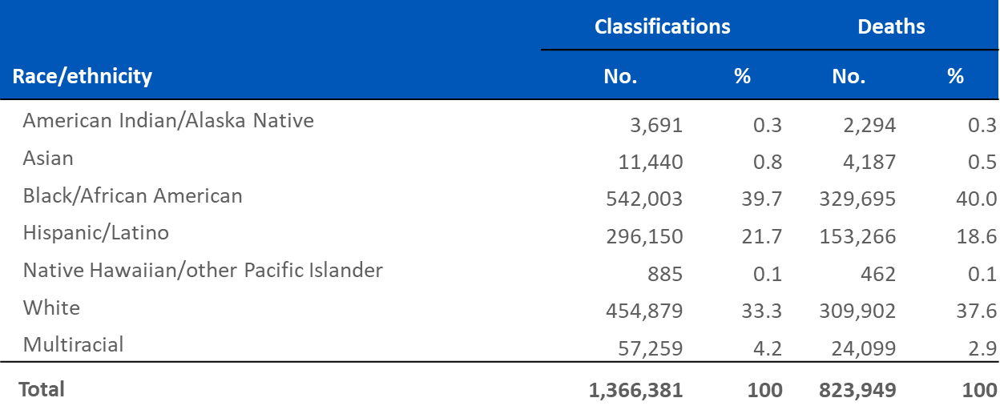 Classifications Deaths
Race/ethnicity No. % No. %
American Indian/Alaska Native 3,691 0.3 2,294 0.3
Asian 11,440 0.8 4,187 0.5
Black/African American 542,003 39.7 329,695 40.0
Hispanic/Latino 296,150 21.7 153,266 18.6
Native Hawaiian/other Pacific Islander 885 0.1 462 0.1
White 454,879 33.3 309,902 37.6
Multiracial 57,259 4.2 24,099 2.9
Total 1,366,381 100 823,949 100